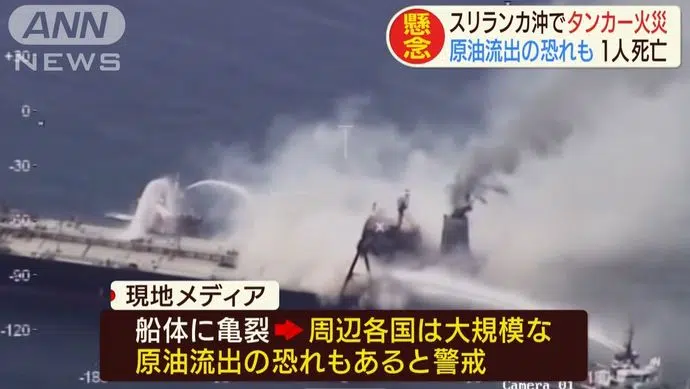 ANN
NEWS
懸念
スリランカ沖でタンカー火災
原油流出の恐れも 1人死亡
+30
0
-30
-60
-90
-120
-180
現地メディア
船体に亀裂➡周辺各国は大規模な
原油流出の恐れもあると警戒
Camera 01